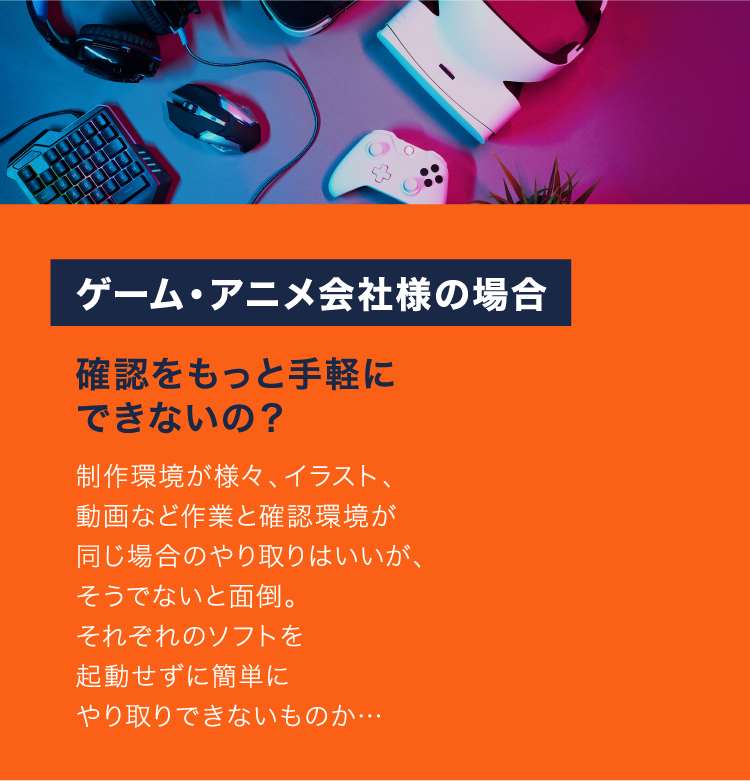 ゲーム・アニメ会社様の場合
確認をもっと手軽に
できないの？
制作環境が様々、イラスト、
動画など作業と確認環境が
同じ場合のやり取りはいいが、
そうでないと面倒。
それぞれのソフトを
起動せずに簡単に
やり取りできないものか…